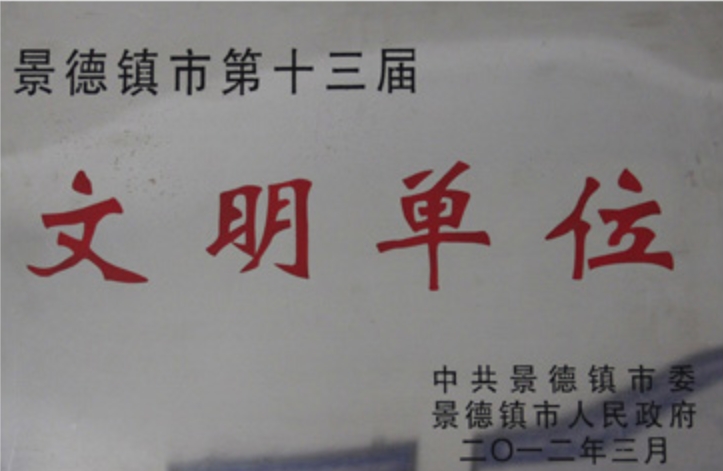 景德镇市第十三届
文明单位
中共景德镇市委
景德镇市人民政府
二〇一二年三月